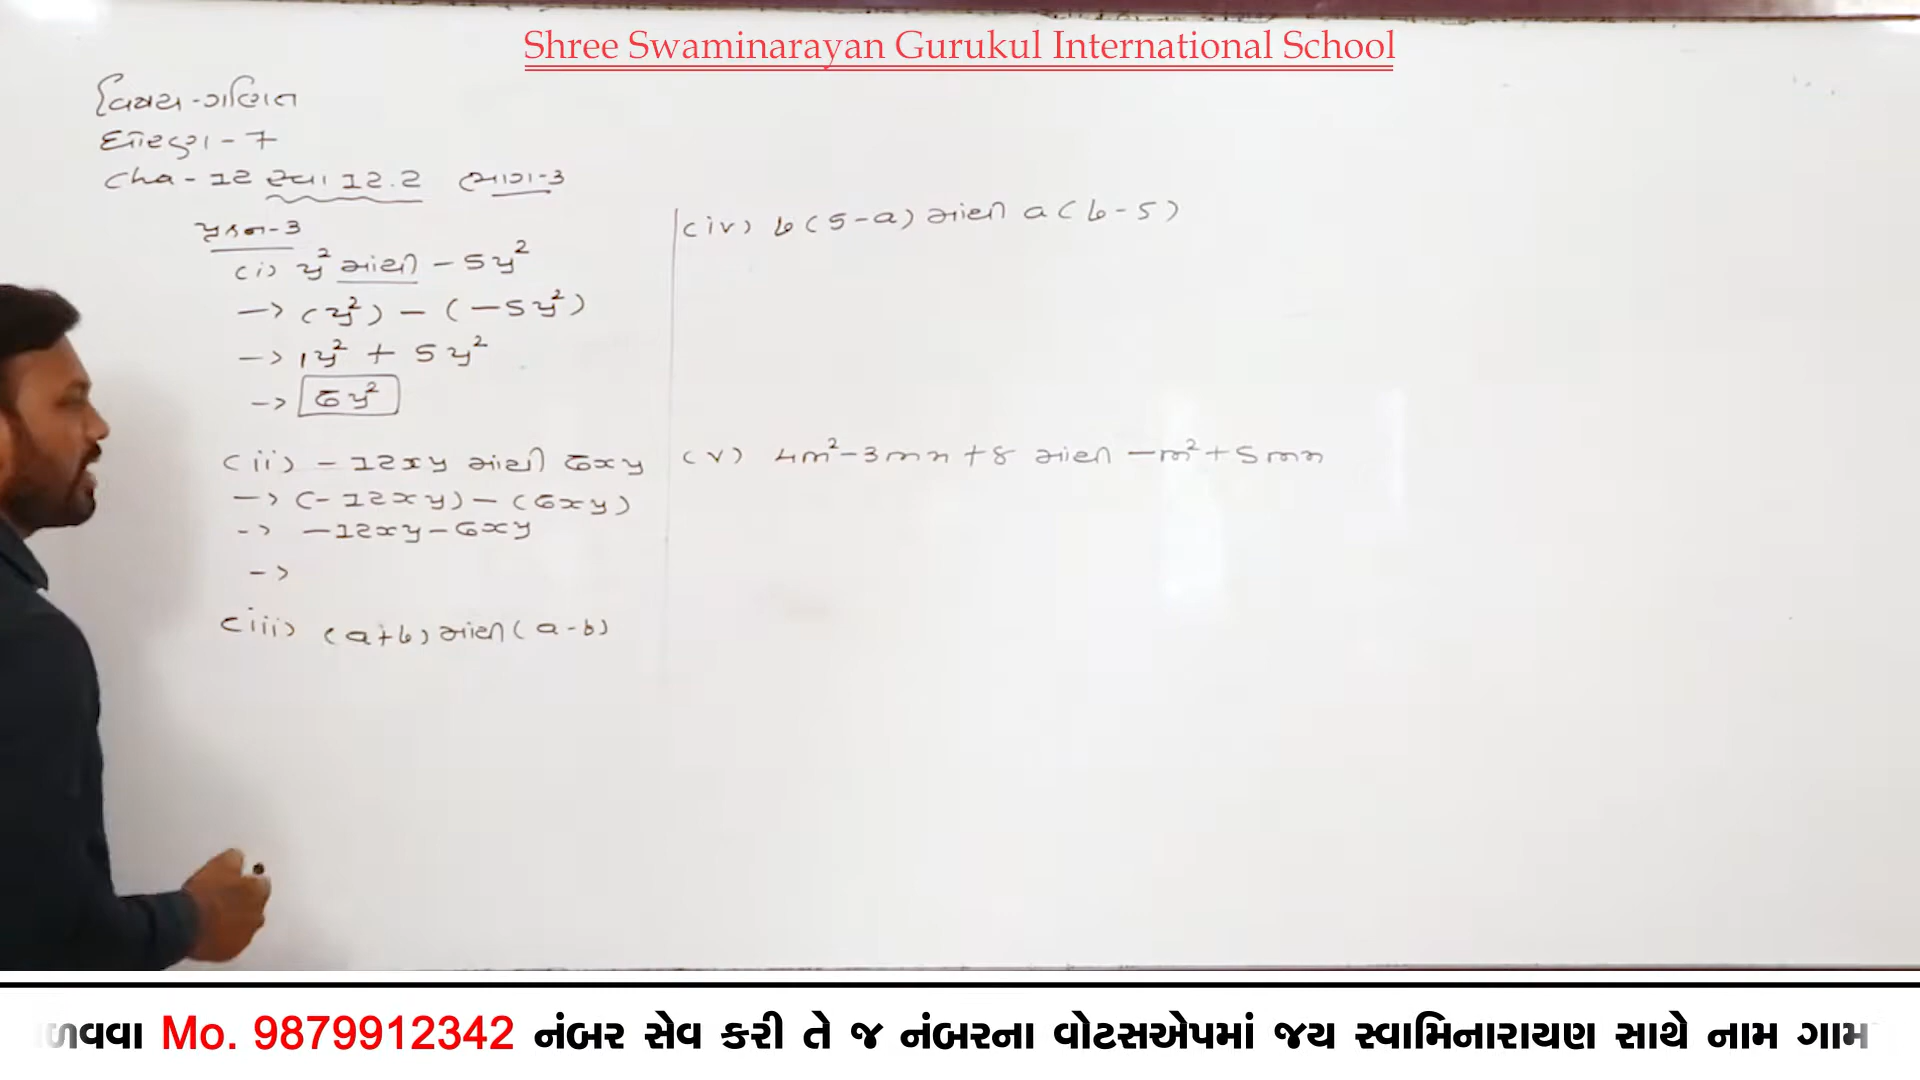 Shree Swaminarayan Gurukul International School
વિષય-ગણિત
ધોરણ-7
Cha-12 સ્વા 12.2 ભાગ-3
પ્રશ્ન-3
(i) y² માંથી -5y²
-> (y²) - (-5y²)
-> 1y² + 5y²
-> 6y²
(ii) -12xy માંથી 6xy
-> (-12xy) - (6xy)
-> -12xy-6xy
->
(iii) (a+b) માંથી (a-b)
(iv) b(5-a) માંથી a(b-5)
(v) 4m²-3mn+8 માંથી -m²+5mn
ળવવા Mo. 9879912342 નંબર સેવ કરી તે જ નંબરના વોટસએપમાં જય સ્વામિનારાયણ સાથે નામ ગામ